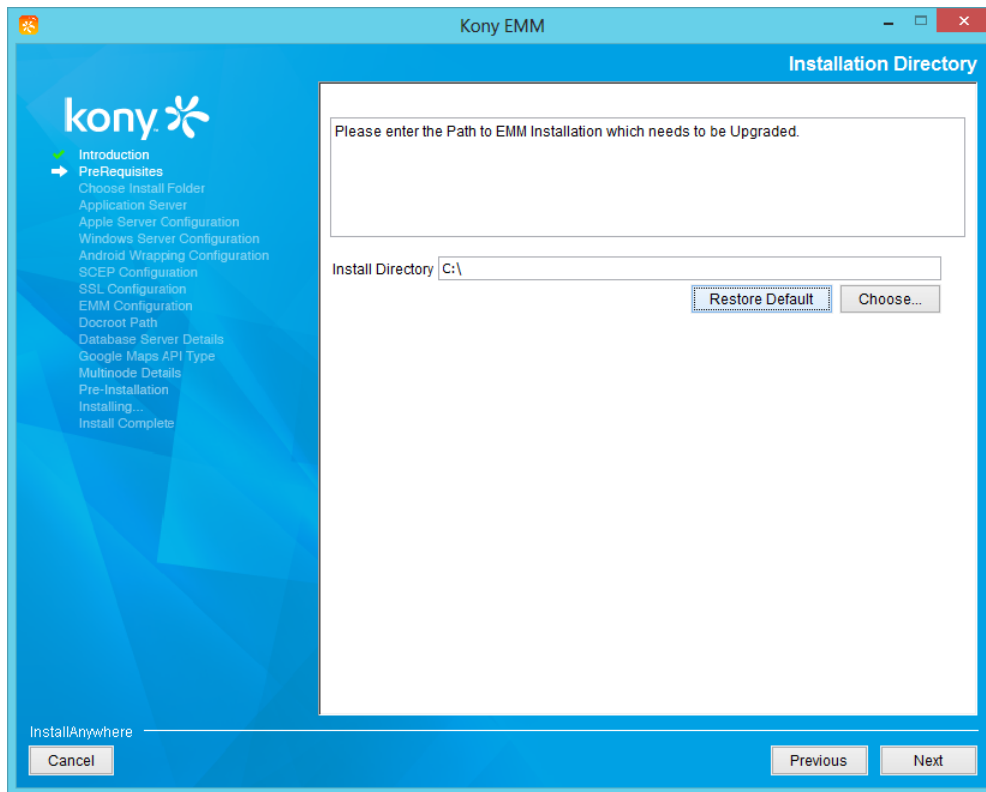 Kony EMM
Installation Directory
kony
Introduction
PreRequisites
Choose Install Folder
Application Server
Apple Server Configuration
Windows Server Configuration
Android Wrapping Configuration
SCEP Configuration
SSL Configuration
EMM Configuration
Docroot Path
Database Server Details
Google Maps API Type
Multinode Details
Pre-Installation
Installing...
Install Complete
Please enter the Path to EMM Installation which needs to be Upgraded.
Install Directory C:\
Restore Default Choose...
InstallAnywhere
Cancel Previous Next